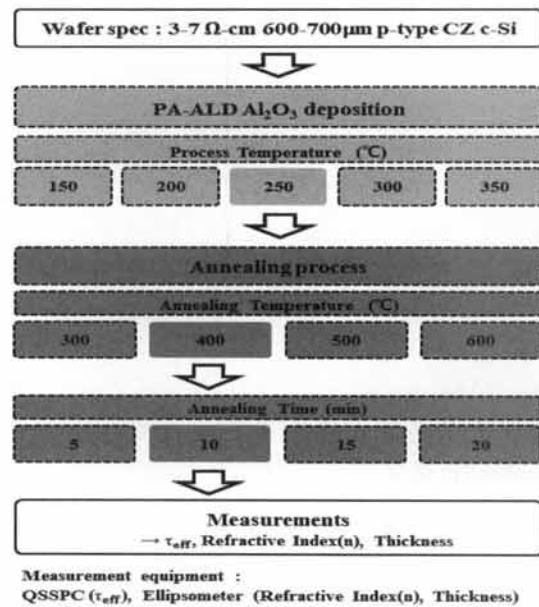 Wafer spec : 3-7 Ω-cm 600-700μm p-type CZ c-Si
PA-ALD Al₂O₃ deposition
Process Temperature (℃)
150 200 250 300 350
Annealing process
Annealing Temperature (℃)
300 400 500 600
Annealing Time (min)
5 10 15 20
Measurements
→ τeff, Refractive Index(n), Thickness
Measurement equipment :
QSSPC (τeff), Ellipsometer (Refractive Index(n), Thickness)